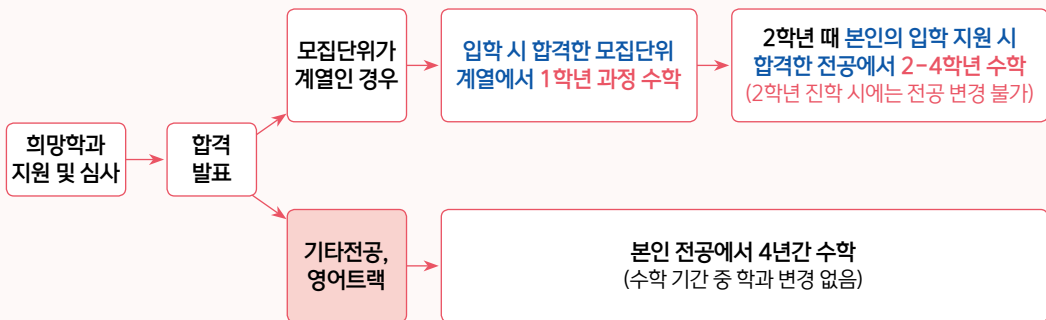 희망학과
지원 및 심사
합격
발표
모집단위가
계열인 경우
입학 시 합격한 모집단위
계열에서 1학년 과정 수학
2학년 때 본인의 입학 지원 시
합격한 전공에서 2-4학년 수학
(2학년 진학 시에는 전공 변경 불가)
기타전공,
영어트랙
본인 전공에서 4년간 수학
(수학 기간 중 학과 변경 없음)